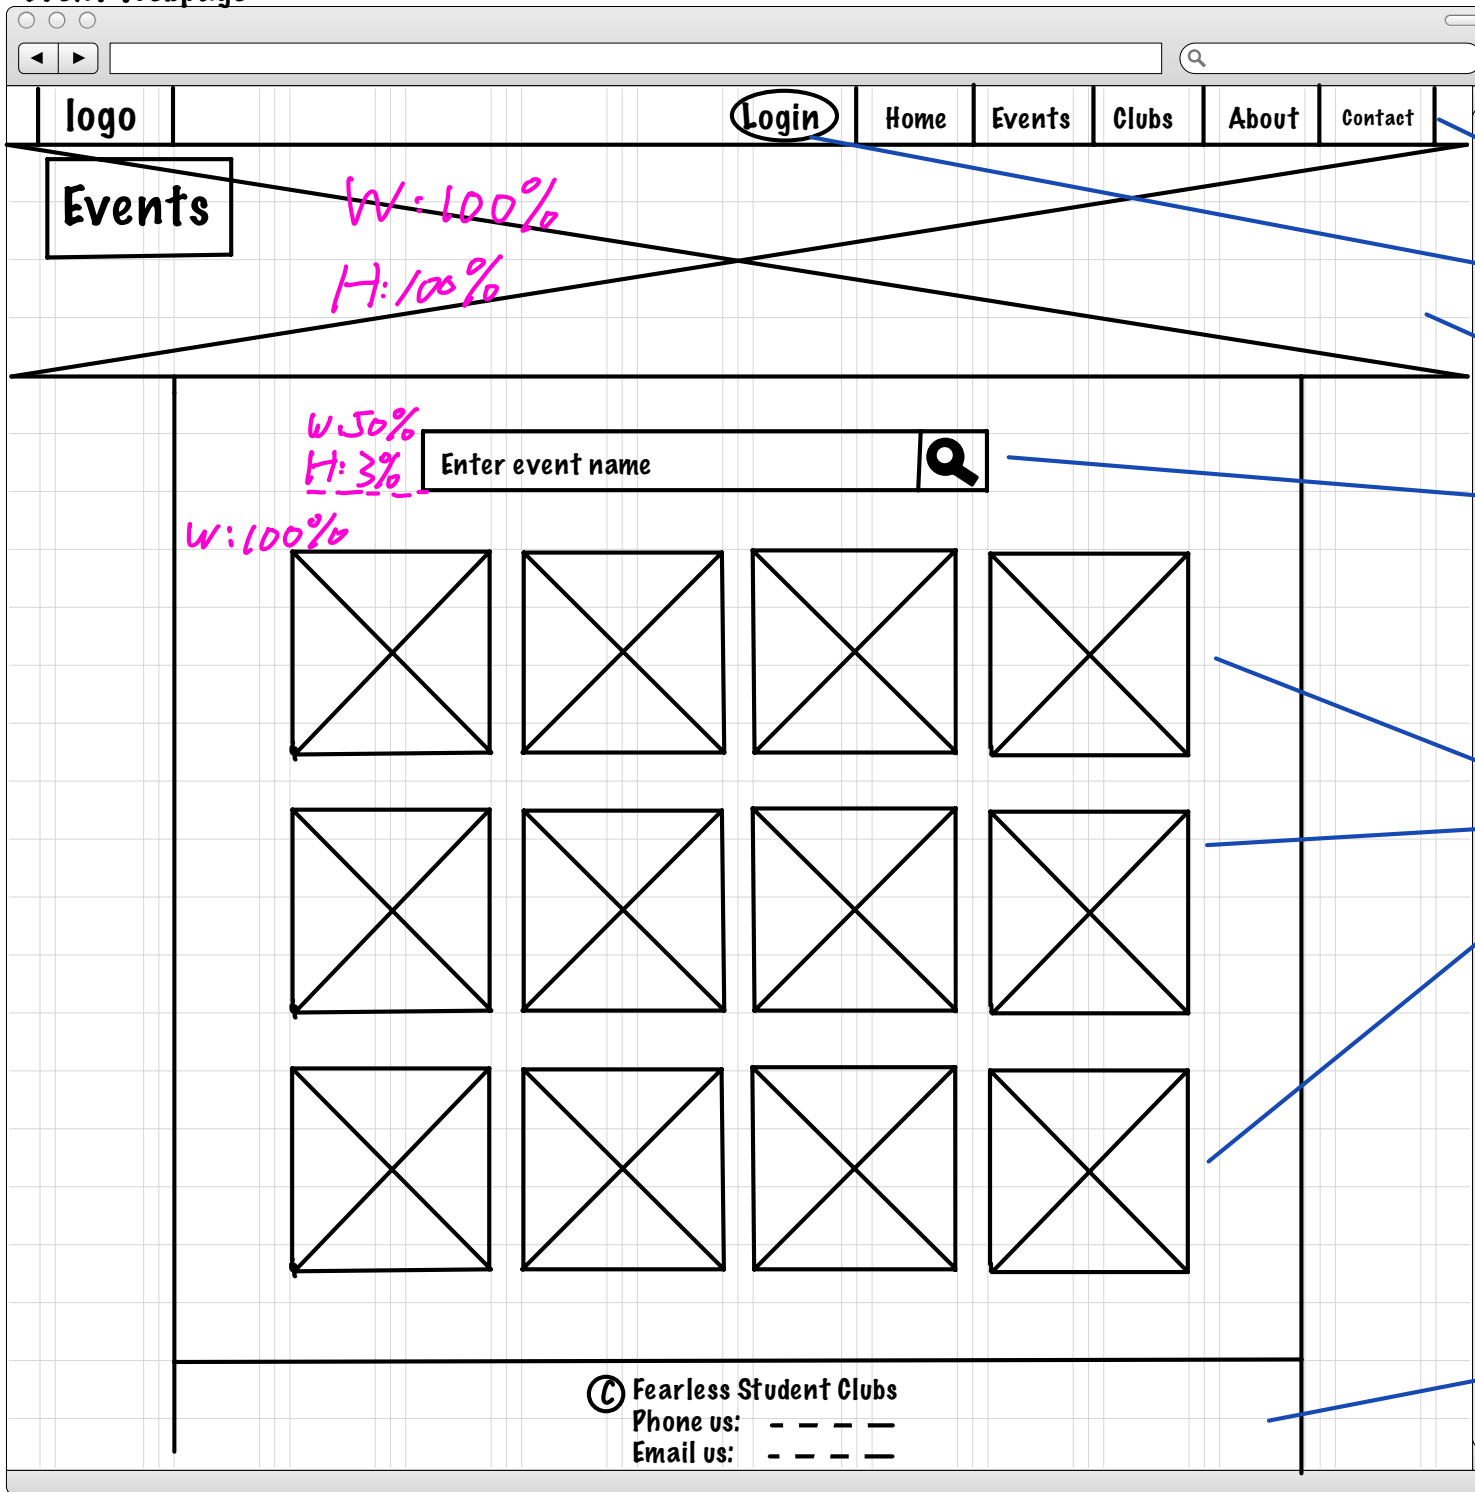 logo
Login Home Events Clubs About Contact
Events
W:100%
H:100%
W.50%
H:3%
Enter event name
W:100%
© Fearless Student Clubs
Phone us:
Email us: